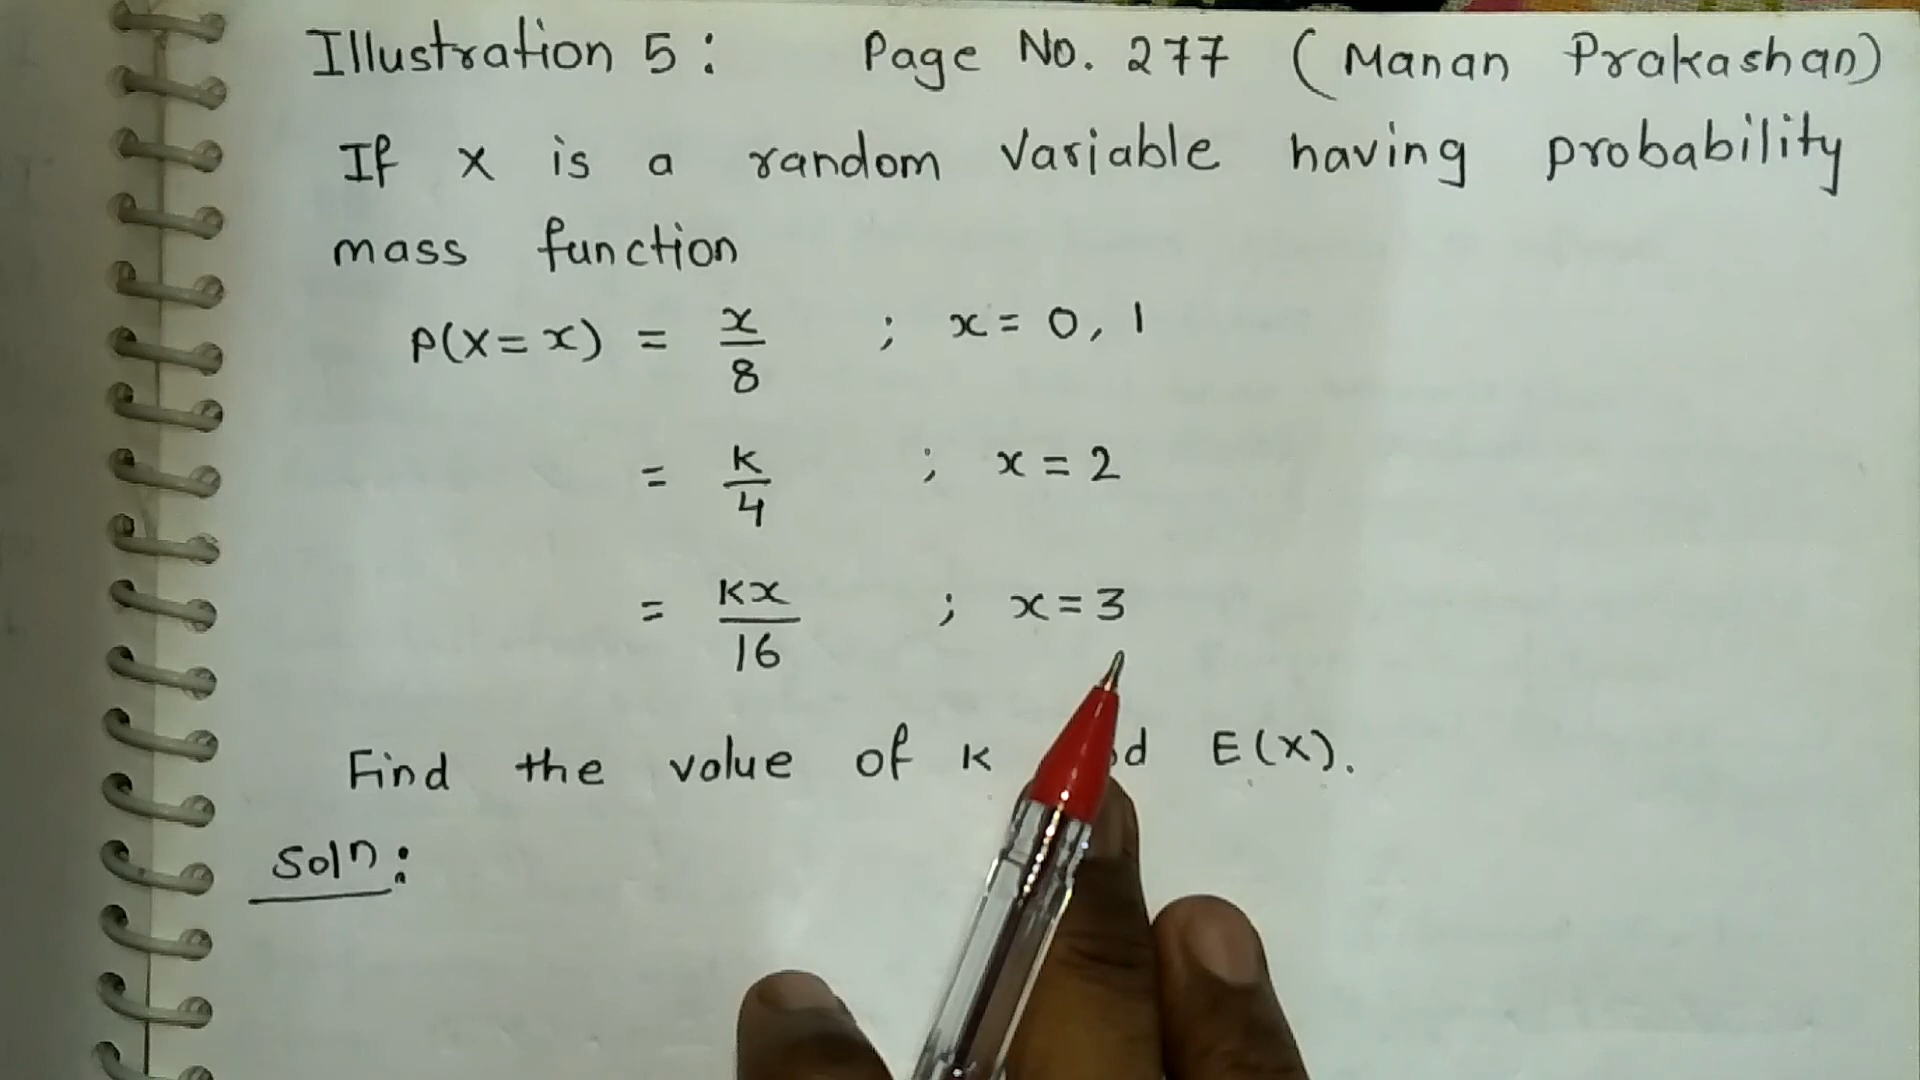 Illustration 5: Page No. 277 (Manan Prakashan)
If X is a random variable having probability
mass function
P(X=x) = x/8 ; x = 0, 1
= K/4 ; x = 2
= Kx/16 ; x = 3
Find the value of K E(X).
Soln: